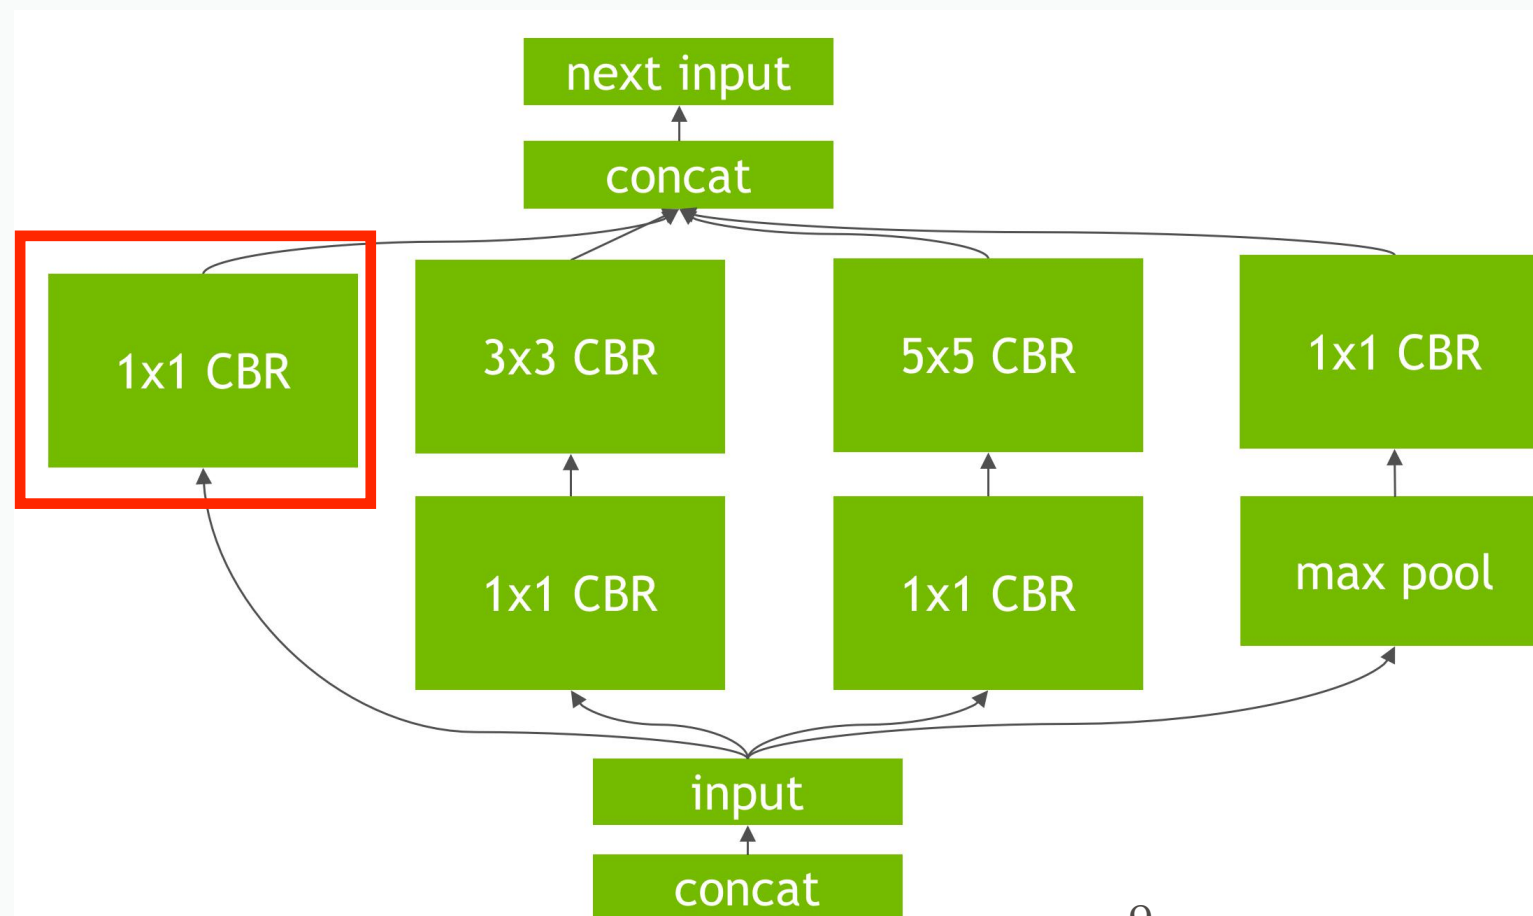 next input
concat
1x1 CBR
3x3 CBR
5x5 CBR
1x1 CBR
1x1 CBR
1x1 CBR
max pool
input
concat